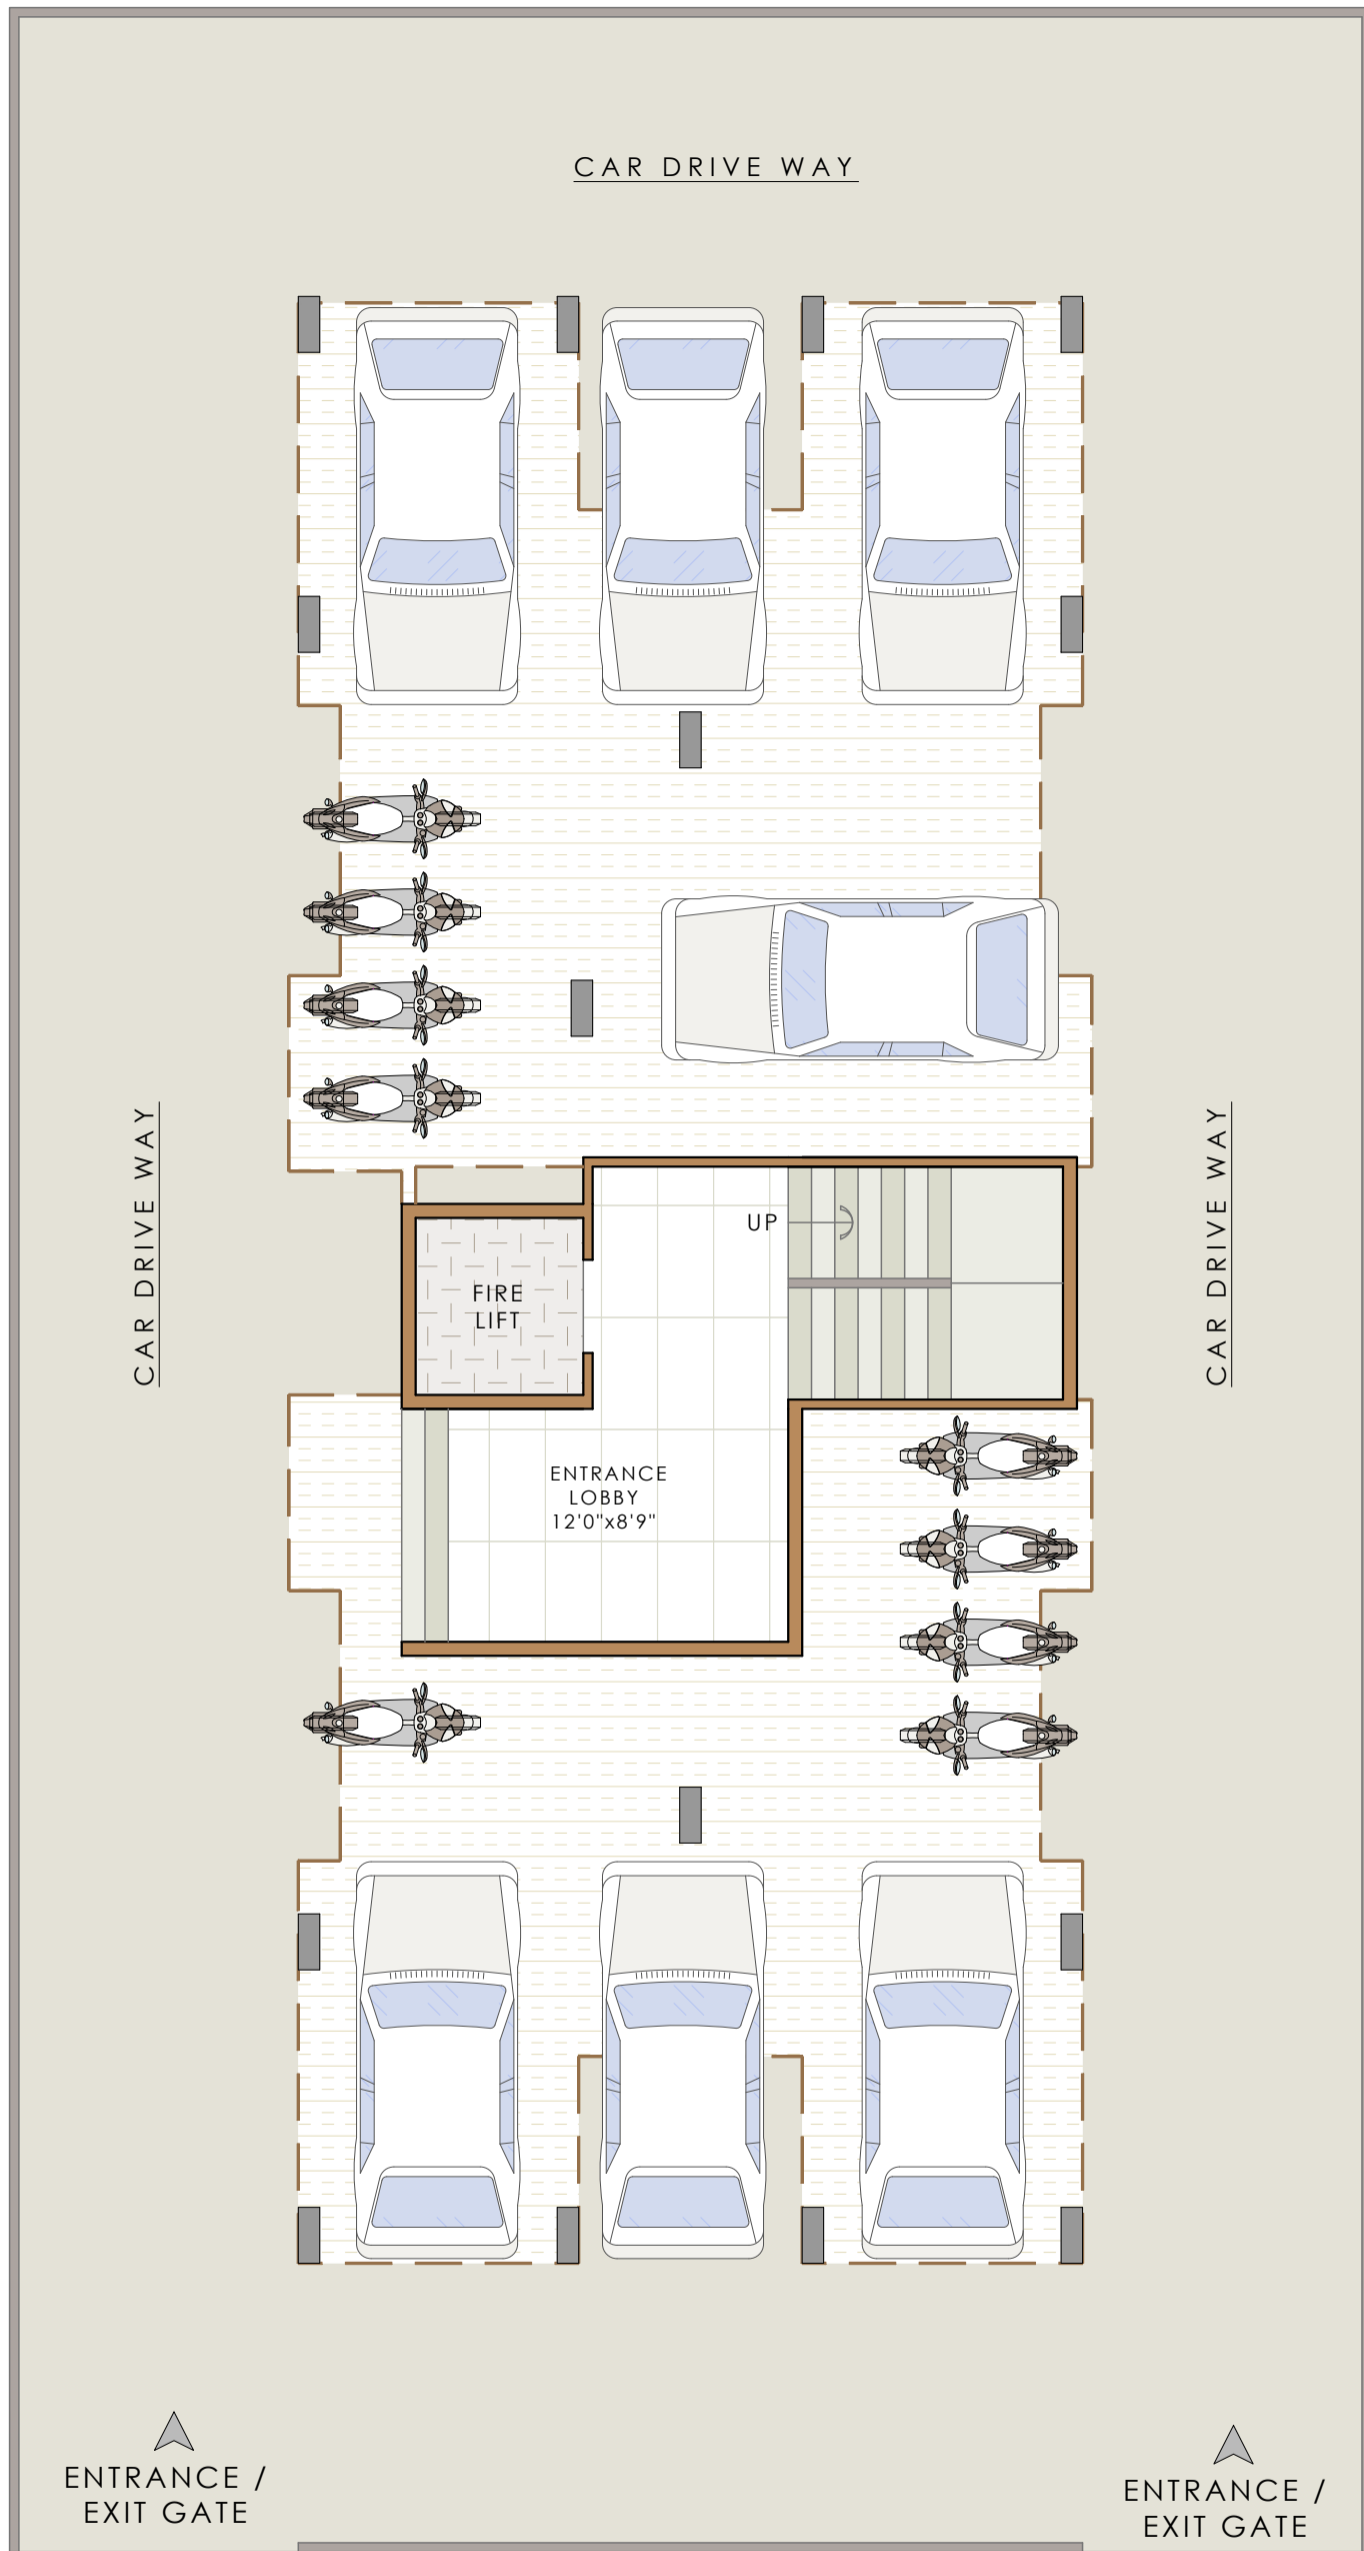 CAR DRIVE WAY
CAR DRIVE WAY
CAR DRIVE WAY
UP
FIRE
LIFT
ENTRANCE
LOBBY
12'0"x8'9"
ENTRANCE /
EXIT GATE
ENTRANCE /
EXIT GATE